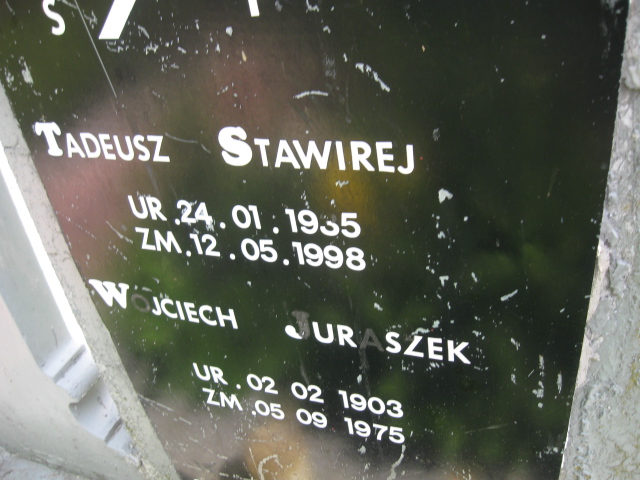 Tadeusz Stawirej
UR.24.01.1935
ZM.12.05.1998
Wojciech Juraszek
UR.02 02 1903
ZM.05 09 1975